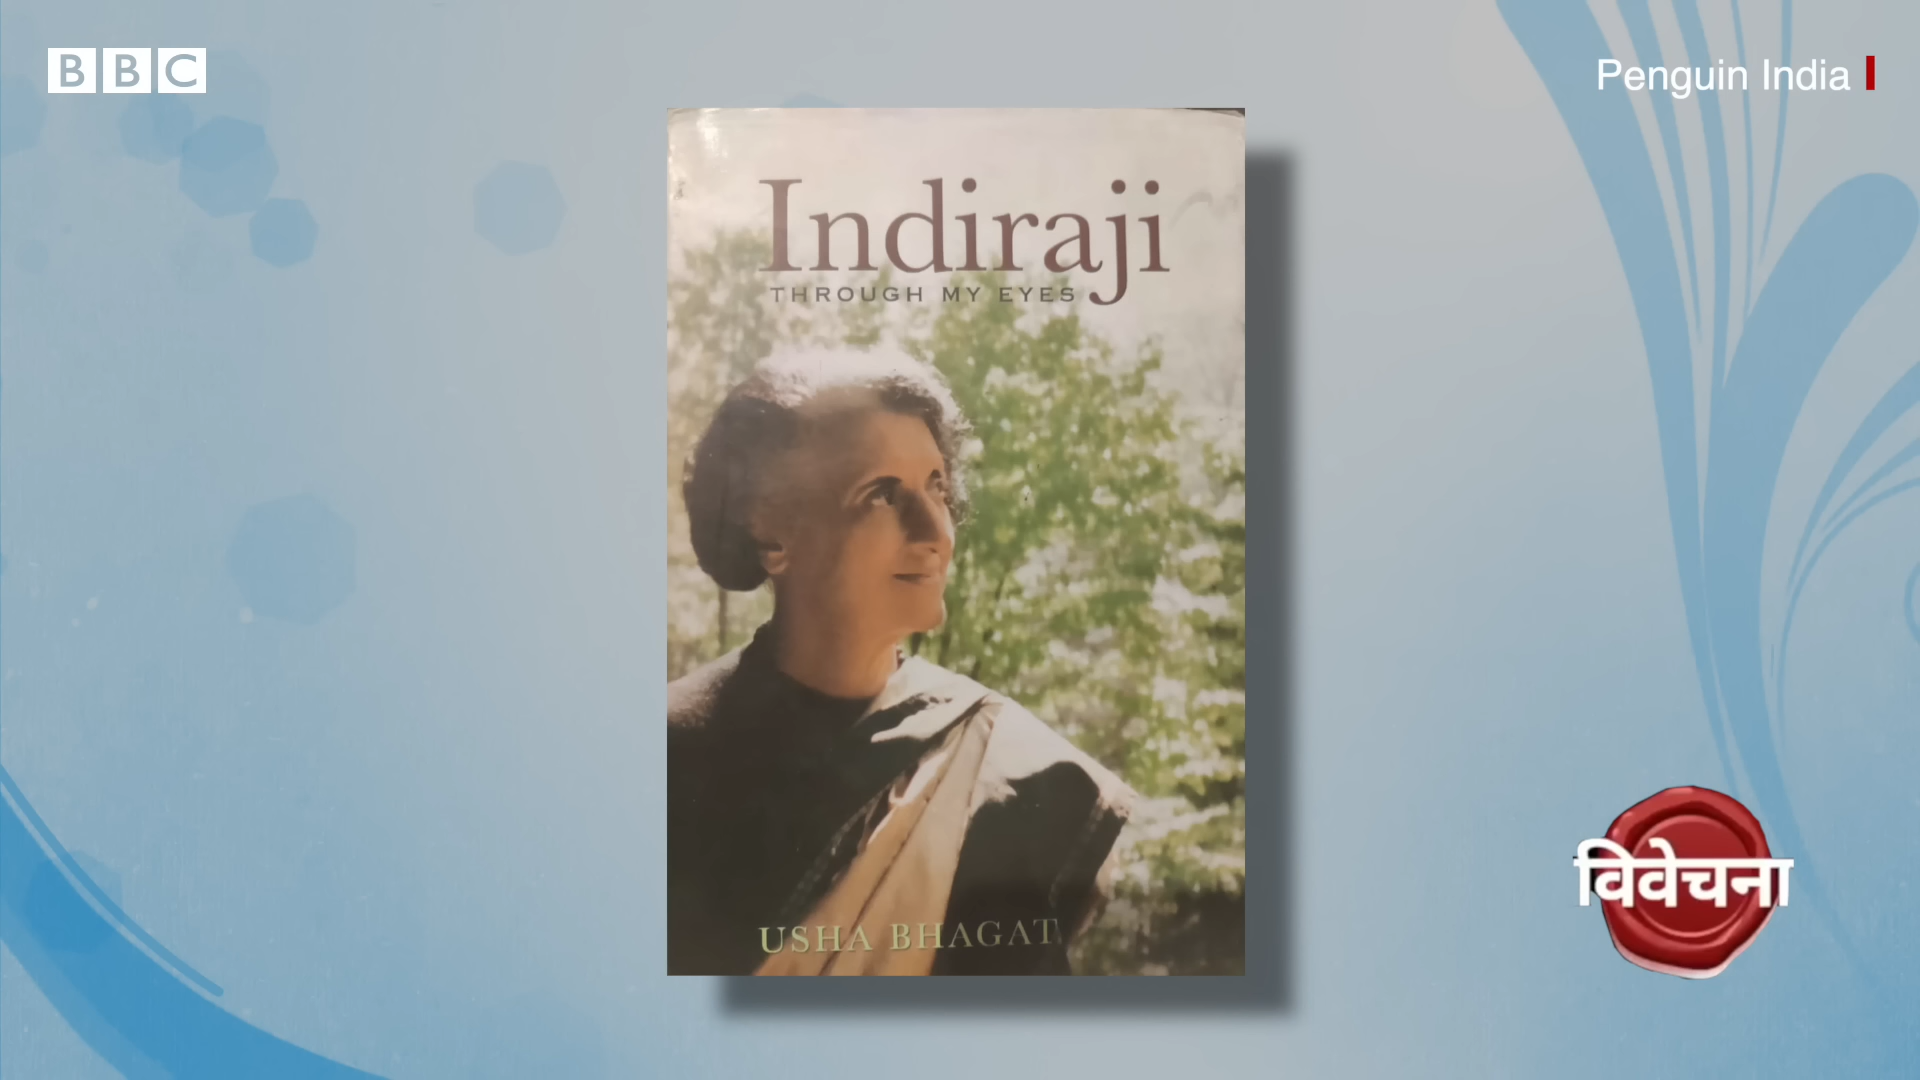 BBC
Penguin India
Indiraji
THROUGH MY EYES
USHA BHAGAT
विवेचना